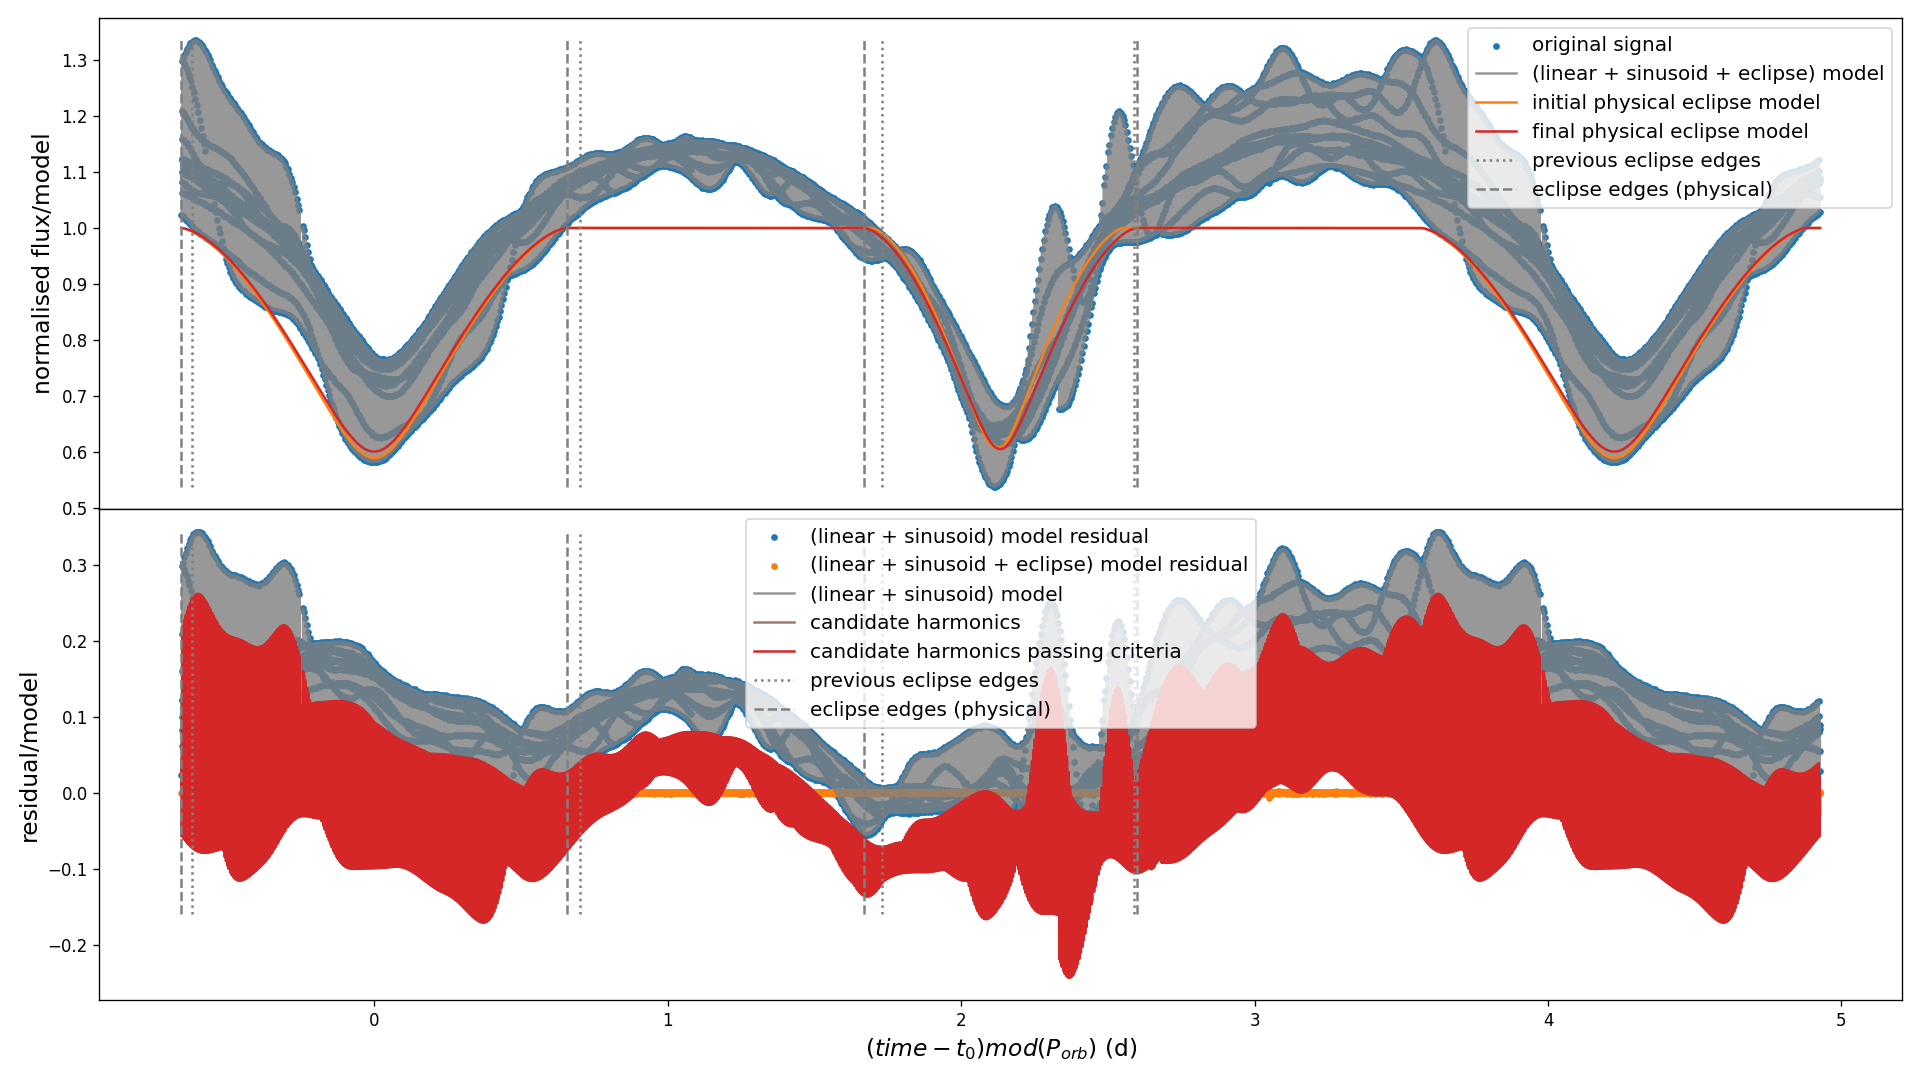 normalised flux/model
1.3
1.2
1.1
1.0
0.9
0.8
0.7
0.6
0.5
original signal
(linear + sinusoid + eclipse) model
initial physical eclipse model
final physical eclipse model
previous eclipse edges
eclipse edges (physical)
residual/model
0.3
0.2
0.1
0.0
−0.1
−0.2
(linear + sinusoid) model residual
(linear + sinusoid + eclipse) model residual
(linear + sinusoid) model
candidate harmonics
candidate harmonics passing criteria
previous eclipse edges
eclipse edges (physical)
0 1 2 3 4 5
(time − t₀)mod(Pₒᵣb) (d)